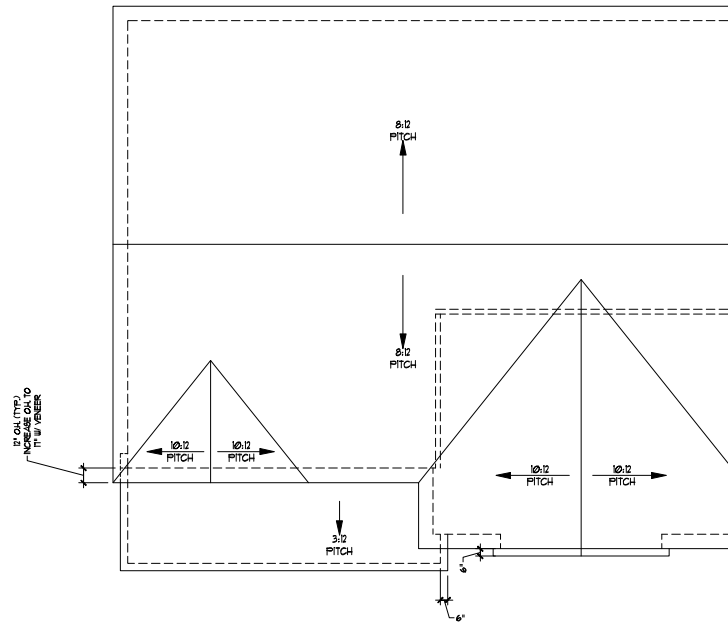 8:12
PITCH
8:12
PITCH
12" O.H. (TYP.)
INCREASE O.H. TO
11" W/ VENEER
10:12
PITCH
10:12
PITCH
10:12
PITCH
10:12
PITCH
3:12
PITCH
6"
6"